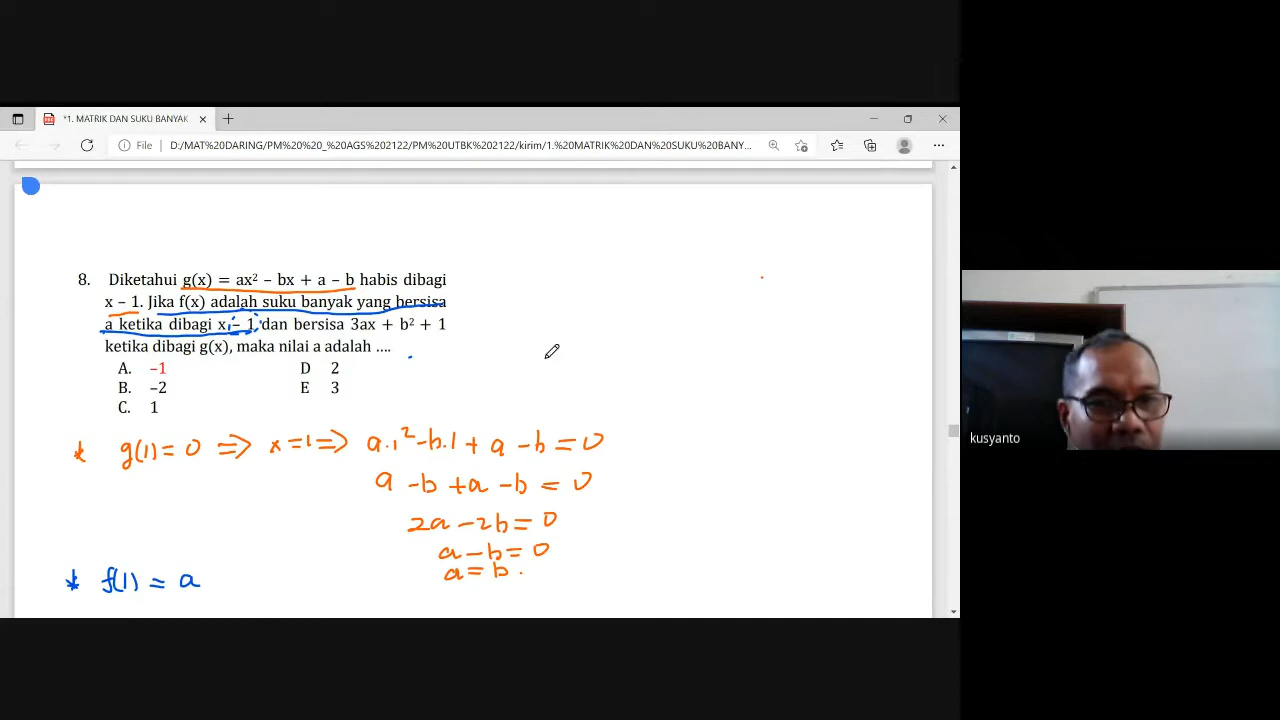 *1. MATRIK DAN SUKU BANYAK
File D:/MAT%20DARING/PM%20%20_%20AGS%202122/PM%20UTBK%202122/kirim/1.%20MATRIK%20DAN%20SUKU%20BANY...
8. Diketahui g(x) = ax² – bx + a – b habis dibagi
x – 1. Jika f(x) adalah suku banyak yang bersisa
a ketika dibagi x – 1, dan bersisa 3ax + b² + 1
ketika dibagi g(x), maka nilai a adalah ....
A. –1 D 2
B. –2 E 3
C. 1
* g(1) = 0 ⇒ x = 1 ⇒ a.1² - b.1 + a - b = 0
a - b + a - b = 0
2a - 2b = 0
a - b = 0
a = b .
* f(1) = a
kusyanto